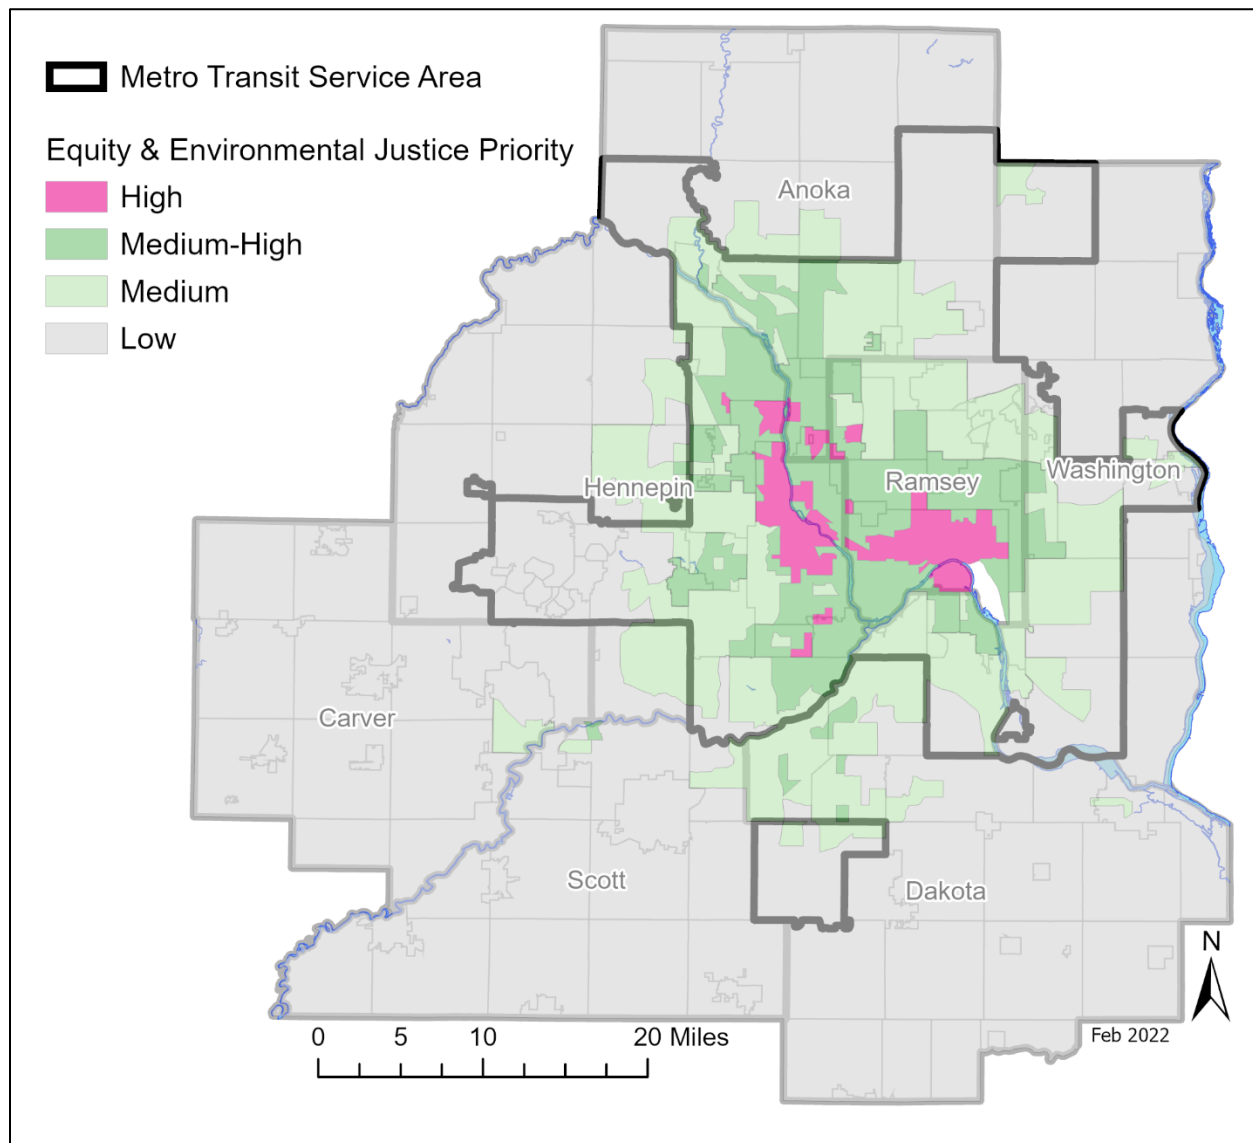 Metro Transit Service Area
Equity & Environmental Justice Priority
High
Medium-High
Medium
Low
Anoka
Hennepin
Ramsey
Washington
Carver
Scott
Dakota
N
0 5 10 20 Miles
Feb 2022